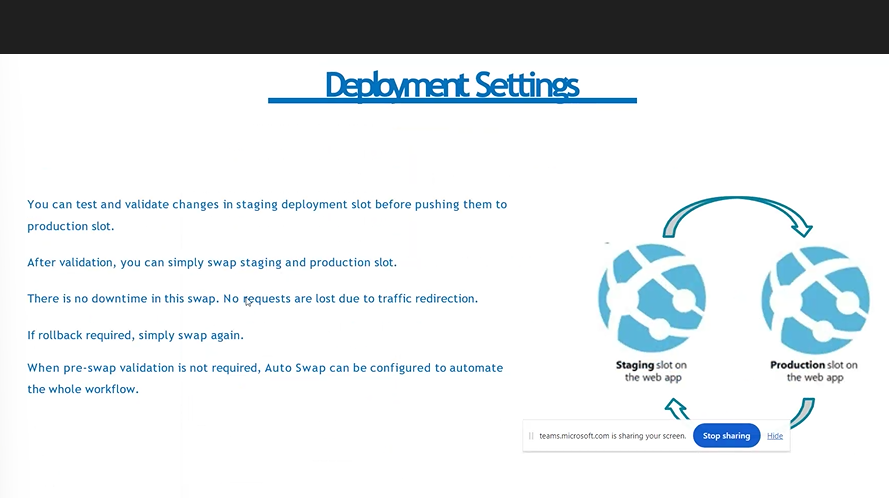 Deployment Settings
You can test and validate changes in staging deployment slot before pushing them to
production slot.
After validation, you can simply swap staging and production slot.
There is no downtime in this swap. No requests are lost due to traffic redirection.
If rollback required, simply swap again.
When pre-swap validation is not required, Auto Swap can be configured to automate
the whole workflow.
Staging slot on
the web app
Production slot on
the web app
teams.microsoft.com is sharing your screen.
Stop sharing
Hide